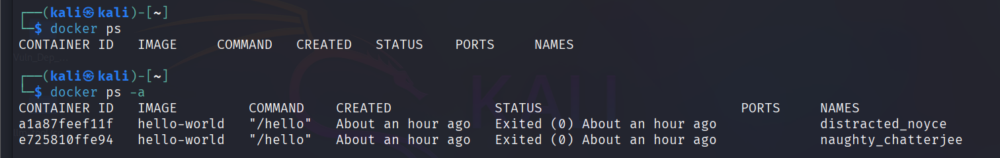 ┌──(kali㉿kali)-[~]
└─$ docker ps
CONTAINER ID   IMAGE     COMMAND   CREATED   STATUS    PORTS     NAMES
Vuln_Dep_...
┌──(kali㉿kali)-[~]
└─$ docker ps -a
CONTAINER ID   IMAGE         COMMAND    CREATED             STATUS                         PORTS     NAMES
a1a87feef11f   hello-world   "/hello"   About an hour ago   Exited (0) About an hour ago             distracted_noyce
e725810ffe94   hello-world   "/hello"   About an hour ago   Exited (0) About an hour ago             naughty_chatterjee
KALI